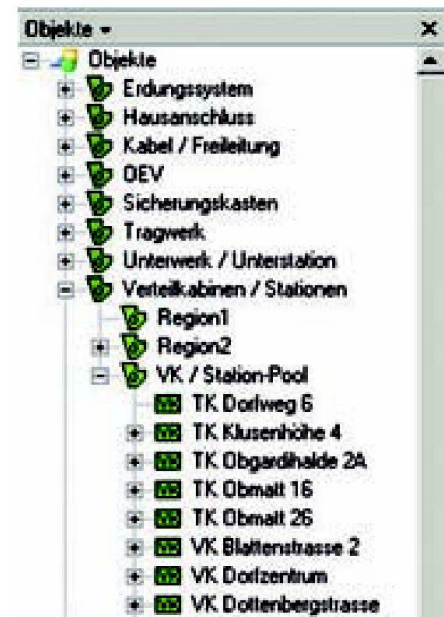 Objekte
Objekte
Erdungssystem
Hausanschluss
Kabel / Freileitung
OEV
Sicherungskasten
Tragwerk
Unterwerk / Unterstation
Verteilkabinen / Stationen
Region1
Region2
VK / Station-Pool
TK Dorfweg 6
TK Klusenhöhe 4
TK Obgardihalde 2A
TK Obmatt 16
TK Obmatt 26
VK Blattenstrasse 2
VK Dorfzentrum
VK Dottenbergstrasse